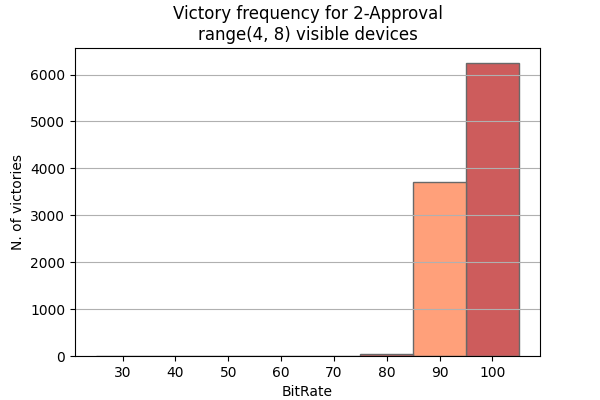 Victory frequency for 2-Approval
range(4, 8) visible devices
N. of victories
6000
5000
4000
3000
2000
1000
0
30 40 50 60 70 80 90 100
BitRate